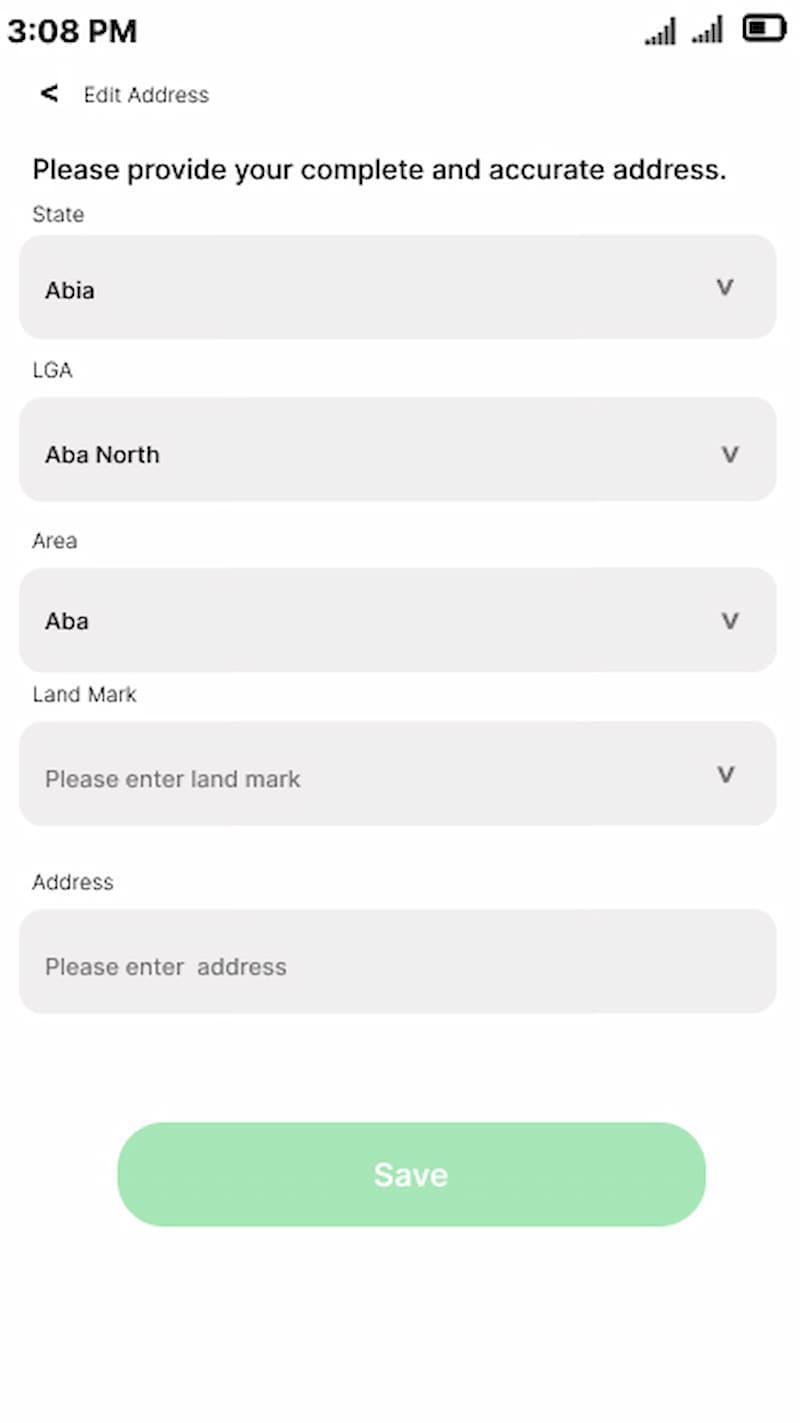 3:08 PM
< Edit Address
Please provide your complete and accurate address.
State
Abia V
LGA
Aba North V
Area
Aba V
Land Mark
Please enter land mark V
Address
Please enter address
Save